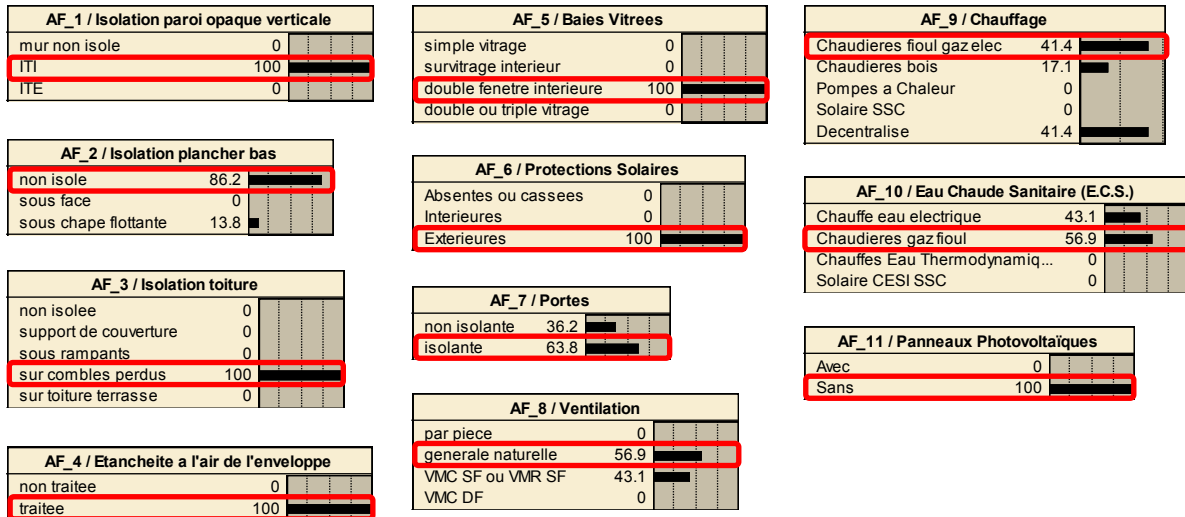 AF_1 / Isolation paroi opaque verticale
mur non isole 0
ITI 100
ITE 0
AF_2 / Isolation plancher bas
non isole 86.2
sous face 0
sous chape flottante 13.8
AF_3 / Isolation toiture
non isolee 0
support de couverture 0
sous rampants 0
sur combles perdus 100
sur toiture terrasse 0
AF_4 / Etancheite a l'air de l'enveloppe
non traitee 0
traitee 100
AF_5 / Baies Vitrees
simple vitrage 0
survitrage interieur 0
double fenetre interieure 100
double ou triple vitrage 0
AF_6 / Protections Solaires
Absentes ou cassees 0
Interieures 0
Exterieures 100
AF_7 / Portes
non isolante 36.2
isolante 63.8
AF_8 / Ventilation
par piece 0
generale naturelle 56.9
VMC SF ou VMR SF 43.1
VMC DF 0
AF_9 / Chauffage
Chaudieres fioul gaz elec 41.4
Chaudieres bois 17.1
Pompes a Chaleur 0
Solaire SSC 0
Decentralise 41.4
AF_10 / Eau Chaude Sanitaire (E.C.S.)
Chauffe eau electrique 43.1
Chaudieres gaz fioul 56.9
Chauffes Eau Thermodynamiq... 0
Solaire CESI SSC 0
AF_11 / Panneaux Photovoltaïques
Avec 0
Sans 100